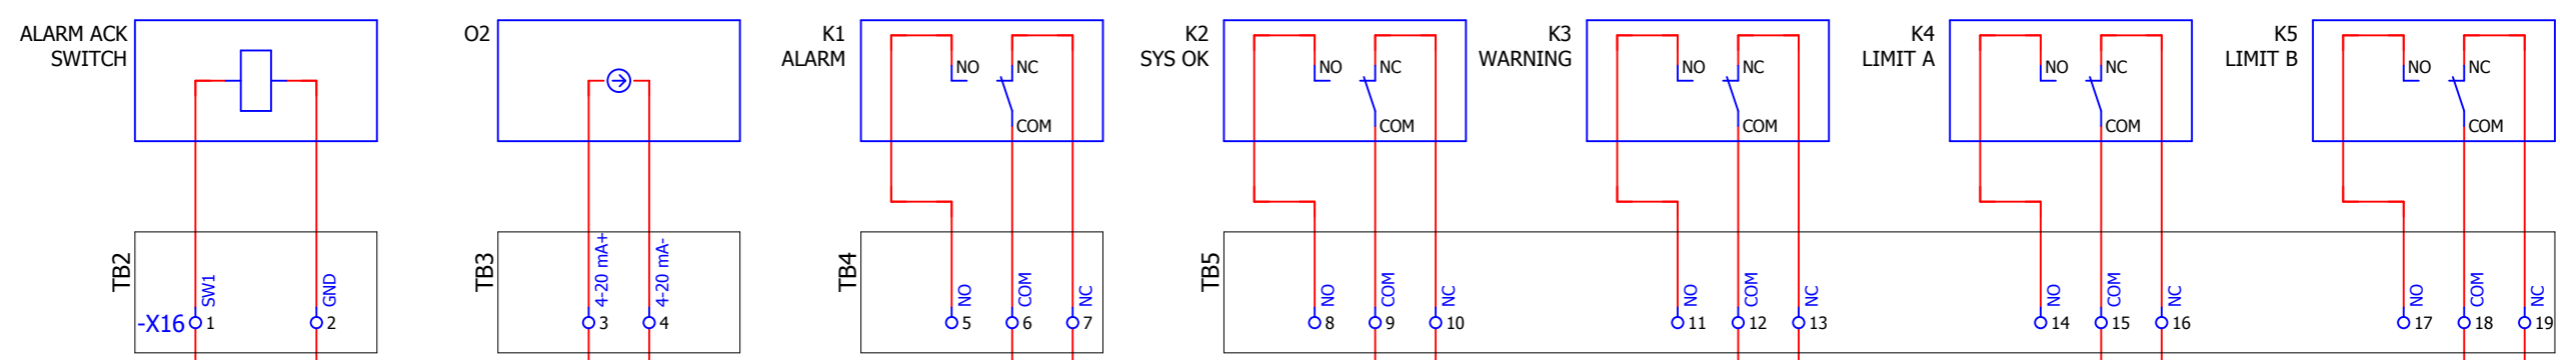 ALARM ACK
SWITCH
O2
K1
ALARM
NO
NC
COM
K2
SYS OK
NO
NC
COM
K3
WARNING
NO
NC
COM
K4
LIMIT A
NO
NC
COM
K5
LIMIT B
NO
NC
COM
TB2
SW1
GND
-X16
1
2
TB3
4-20 mA+
4-20 mA-
3
4
TB4
NO
COM
NC
5
6
7
TB5
NO
COM
NC
8
9
10
NO
COM
NC
11
12
13
NO
COM
NC
14
15
16
NO
COM
NC
17
18
19